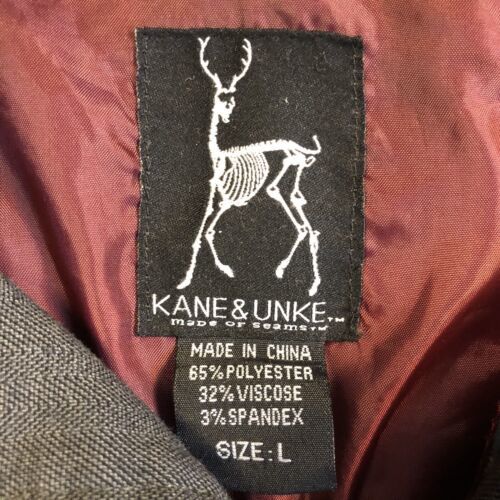 KANE&UNKE™
made of seams™
MADE IN CHINA
65%POLYESTER
32%VISCOSE
3%SPANDEX
SIZE:L